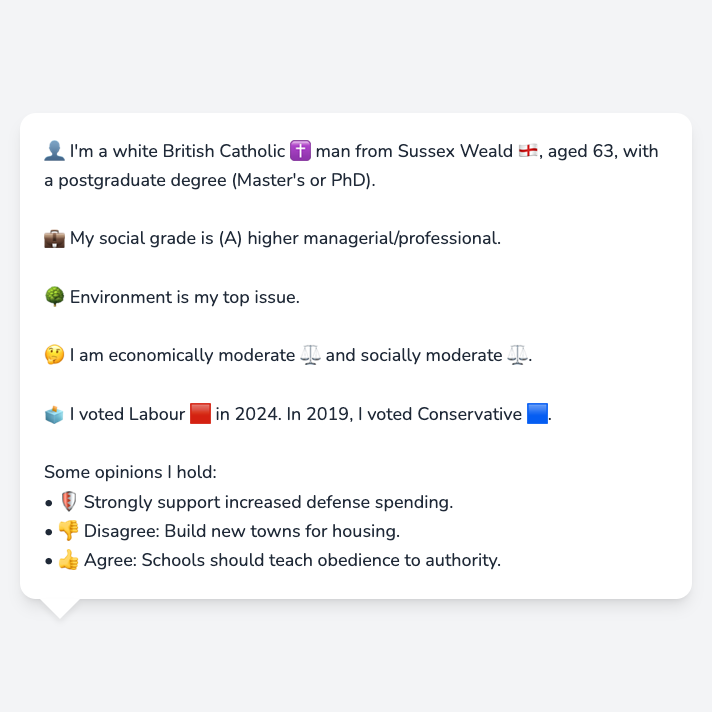 👤 I'm a white British Catholic ✝️ man from Sussex Weald 🏴󠁧󠁢󠁥󠁮󠁧󠁿, aged 63, with
a postgraduate degree (Master's or PhD).
💼 My social grade is (A) higher managerial/professional.
🌳 Environment is my top issue.
🤔 I am economically moderate ⚖️ and socially moderate ⚖️.
🗳️ I voted Labour 🟥 in 2024. In 2019, I voted Conservative 🟦.
Some opinions I hold:
• 🛡️ Strongly support increased defense spending.
• 👎 Disagree: Build new towns for housing.
• 👍 Agree: Schools should teach obedience to authority.